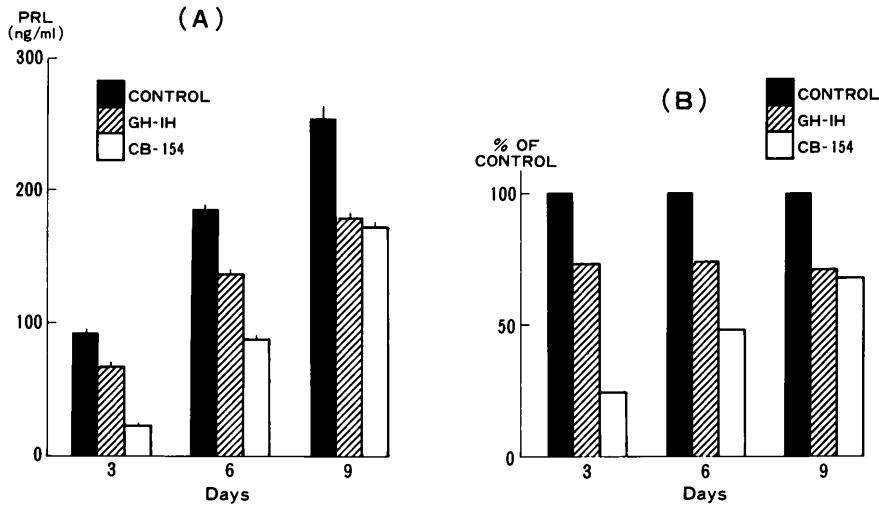 (A)
PRL
(ng/ml)
300
200
100
0
CONTROL
GH-IH
CB-154
3 6 9
Days
(B)
% OF
CONTROL
100
50
0
CONTROL
GH-IH
CB-154
3 6 9
Days